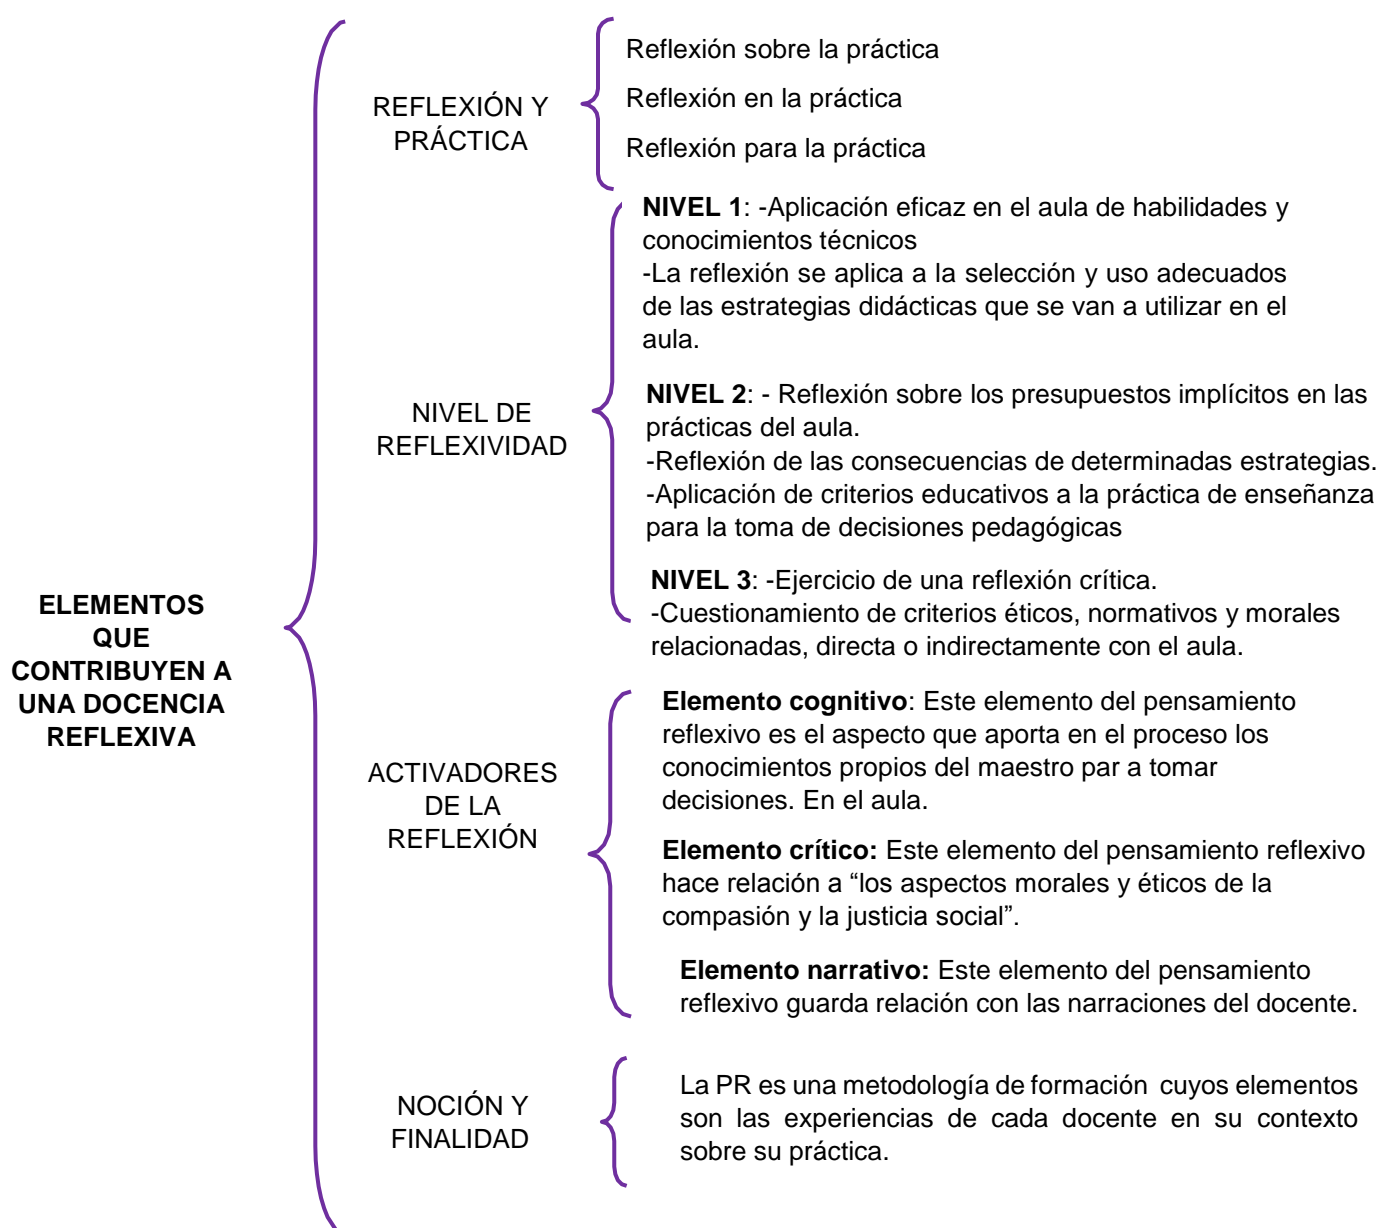 ELEMENTOS
QUE
CONTRIBUYEN A
UNA DOCENCIA
REFLEXIVA
REFLEXIÓN Y
PRÁCTICA
Reflexión sobre la práctica
Reflexión en la práctica
Reflexión para la práctica
NIVEL DE
REFLEXIVIDAD
NIVEL 1: -Aplicación eficaz en el aula de habilidades y
conocimientos técnicos
-La reflexión se aplica a la selección y uso adecuados
de las estrategias didácticas que se van a utilizar en el
aula.
NIVEL 2: - Reflexión sobre los presupuestos implícitos en las
prácticas del aula.
-Reflexión de las consecuencias de determinadas estrategias.
-Aplicación de criterios educativos a la práctica de enseñanza
para la toma de decisiones pedagógicas
NIVEL 3: -Ejercicio de una reflexión crítica.
-Cuestionamiento de criterios éticos, normativos y morales
relacionadas, directa o indirectamente con el aula.
ACTIVADORES
DE LA
REFLEXIÓN
Elemento cognitivo: Este elemento del pensamiento
reflexivo es el aspecto que aporta en el proceso los
conocimientos propios del maestro par a tomar
decisiones. En el aula.
Elemento crítico: Este elemento del pensamiento reflexivo
hace relación a “los aspectos morales y éticos de la
compasión y la justicia social”.
Elemento narrativo: Este elemento del pensamiento
reflexivo guarda relación con las narraciones del docente.
NOCIÓN Y
FINALIDAD
La PR es una metodología de formación cuyos elementos
son las experiencias de cada docente en su contexto
sobre su práctica.